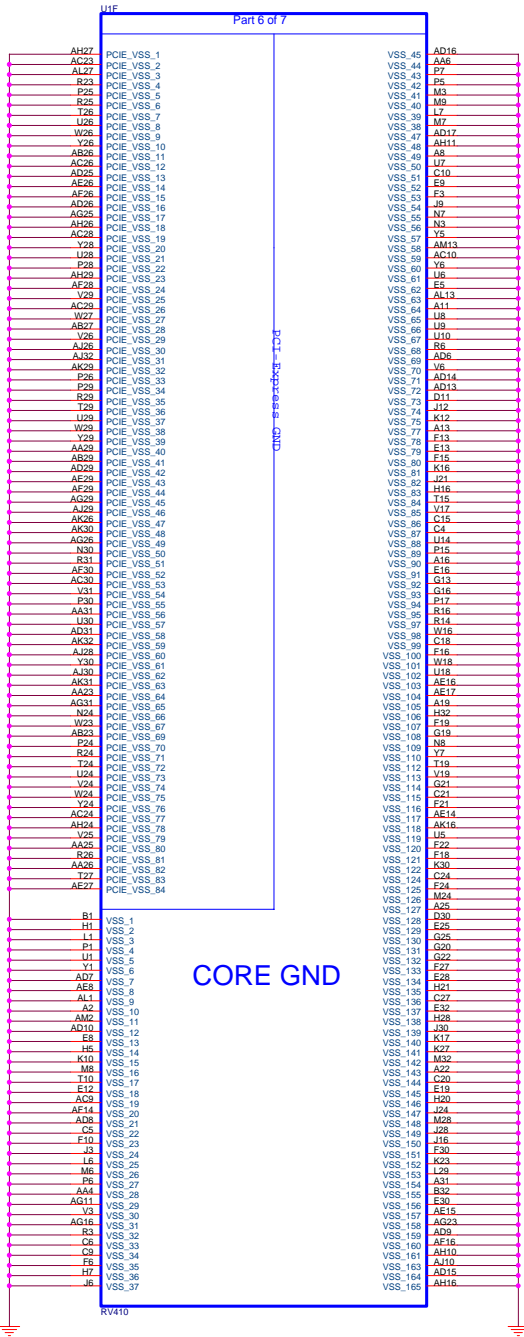 U1F
Part 6 of 7
AH27 PCIE_VSS_1
AC23 PCIE_VSS_2
AL27 PCIE_VSS_3
R23 PCIE_VSS_4
P25 PCIE_VSS_5
R25 PCIE_VSS_6
T26 PCIE_VSS_7
U26 PCIE_VSS_8
W26 PCIE_VSS_9
Y26 PCIE_VSS_10
AB26 PCIE_VSS_11
AC26 PCIE_VSS_12
AD25 PCIE_VSS_13
AE26 PCIE_VSS_14
AF26 PCIE_VSS_15
AD26 PCIE_VSS_16
AG25 PCIE_VSS_17
AH26 PCIE_VSS_18
AC28 PCIE_VSS_19
Y28 PCIE_VSS_20
U28 PCIE_VSS_21
P28 PCIE_VSS_22
AH29 PCIE_VSS_23
AF28 PCIE_VSS_24
V29 PCIE_VSS_25
AC29 PCIE_VSS_26
W27 PCIE_VSS_27
AB27 PCIE_VSS_28
V26 PCIE_VSS_29
AJ26 PCIE_VSS_30
AJ32 PCIE_VSS_31
AK29 PCIE_VSS_32
P26 PCIE_VSS_33
P29 PCIE_VSS_34
R29 PCIE_VSS_35
T29 PCIE_VSS_36
U29 PCIE_VSS_37
W29 PCIE_VSS_38
Y29 PCIE_VSS_39
AA29 PCIE_VSS_40
AB29 PCIE_VSS_41
AD29 PCIE_VSS_42
AE29 PCIE_VSS_43
AF29 PCIE_VSS_44
AG29 PCIE_VSS_45
AJ29 PCIE_VSS_46
AK26 PCIE_VSS_47
AK30 PCIE_VSS_48
AG26 PCIE_VSS_49
N30 PCIE_VSS_50
R31 PCIE_VSS_51
AF30 PCIE_VSS_52
AC30 PCIE_VSS_53
V31 PCIE_VSS_54
P30 PCIE_VSS_55
AA31 PCIE_VSS_56
U30 PCIE_VSS_57
AD31 PCIE_VSS_58
AK32 PCIE_VSS_59
AJ28 PCIE_VSS_60
Y30 PCIE_VSS_61
AJ30 PCIE_VSS_62
AK31 PCIE_VSS_63
AA23 PCIE_VSS_64
AG31 PCIE_VSS_65
N24 PCIE_VSS_66
W23 PCIE_VSS_67
AB23 PCIE_VSS_69
P24 PCIE_VSS_70
R24 PCIE_VSS_71
T24 PCIE_VSS_72
U24 PCIE_VSS_73
V24 PCIE_VSS_74
W24 PCIE_VSS_75
Y24 PCIE_VSS_76
AC24 PCIE_VSS_77
AH24 PCIE_VSS_78
V25 PCIE_VSS_79
AA25 PCIE_VSS_80
R26 PCIE_VSS_81
AA26 PCIE_VSS_82
T27 PCIE_VSS_83
AE27 PCIE_VSS_84
B1 VSS_1
H1 VSS_2
L1 VSS_3
P1 VSS_4
U1 VSS_5
Y1 VSS_6
AD7 VSS_7
AE8 VSS_8
AL1 VSS_9
A2 VSS_10
AM2 VSS_11
AD10 VSS_12
E8 VSS_13
H5 VSS_14
K10 VSS_15
M8 VSS_16
T10 VSS_17
E12 VSS_18
AC9 VSS_19
AF14 VSS_20
AD8 VSS_21
C5 VSS_22
F10 VSS_23
J3 VSS_24
L6 VSS_25
M6 VSS_26
P6 VSS_27
AA4 VSS_28
AG11 VSS_29
V3 VSS_30
AG16 VSS_31
R3 VSS_32
C6 VSS_33
C9 VSS_34
F6 VSS_35
H7 VSS_36
J6 VSS_37
PCI-Express GND
CORE GND
VSS_45 AD16
VSS_44 AA6
VSS_43 P7
VSS_42 P5
VSS_41 M3
VSS_40 M9
VSS_39 L7
VSS_38 M7
VSS_47 AD17
VSS_48 AH11
VSS_49 A8
VSS_50 U7
VSS_51 C10
VSS_52 E9
VSS_53 F3
VSS_54 J9
VSS_55 N7
VSS_56 N3
VSS_57 Y5
VSS_58 AM13
VSS_59 AC10
VSS_60 Y6
VSS_61 U6
VSS_62 E5
VSS_63 AL13
VSS_64 A11
VSS_65 U8
VSS_66 U9
VSS_67 U10
VSS_68 R6
VSS_69 AD6
VSS_70 V6
VSS_71 AD14
VSS_72 AD13
VSS_73 D11
VSS_74 J12
VSS_75 K12
VSS_77 A13
VSS_78 F13
VSS_79 E13
VSS_80 F15
VSS_81 K16
VSS_82 J21
VSS_83 H16
VSS_84 T15
VSS_85 V17
VSS_86 C15
VSS_87 C4
VSS_88 U14
VSS_89 P15
VSS_90 A16
VSS_91 E16
VSS_92 G13
VSS_93 G16
VSS_94 P17
VSS_95 R16
VSS_97 R14
VSS_98 W16
VSS_99 C18
VSS_100 F16
VSS_101 W18
VSS_102 U18
VSS_103 AE16
VSS_104 AE17
VSS_105 A19
VSS_106 H32
VSS_107 F19
VSS_108 G19
VSS_109 N8
VSS_110 Y7
VSS_112 T19
VSS_113 V19
VSS_114 G21
VSS_115 C21
VSS_116 F21
VSS_117 AE14
VSS_118 AK16
VSS_119 U5
VSS_120 F22
VSS_121 F18
VSS_122 K30
VSS_124 C24
VSS_125 F24
VSS_126 M24
VSS_127 A25
VSS_128 D30
VSS_129 E25
VSS_130 G25
VSS_131 G20
VSS_132 G22
VSS_133 F27
VSS_134 E28
VSS_135 H21
VSS_136 C27
VSS_137 E32
VSS_138 H28
VSS_139 J30
VSS_140 K17
VSS_141 K27
VSS_142 M32
VSS_143 A22
VSS_144 C20
VSS_145 E19
VSS_146 H20
VSS_147 J24
VSS_148 M28
VSS_149 J28
VSS_150 J16
VSS_151 F30
VSS_152 K23
VSS_153 L29
VSS_154 A31
VSS_155 B32
VSS_156 E30
VSS_157 AE15
VSS_158 AG23
VSS_159 AD9
VSS_160 AF16
VSS_161 AH10
VSS_163 AJ10
VSS_164 AD15
VSS_165 AH16
RV410